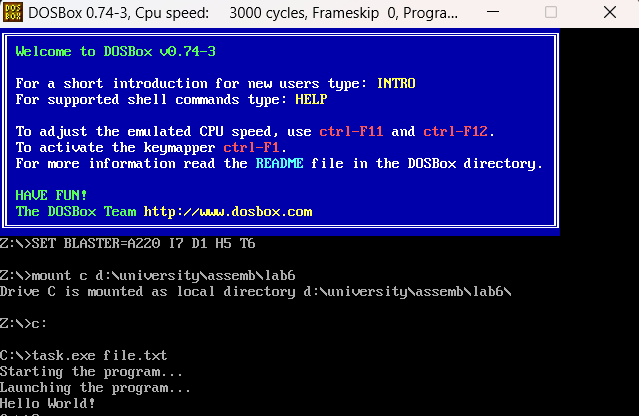 DOSBox 0.74-3, Cpu speed: 3000 cycles, Frameskip 0, Progra...
Welcome to DOSBox v0.74-3
For a short introduction for new users type: INTRO
For supported shell commands type: HELP
To adjust the emulated CPU speed, use ctrl-F11 and ctrl-F12.
To activate the keymapper ctrl-F1.
For more information read the README file in the DOSBox directory.
HAVE FUN!
The DOSBox Team http://www.dosbox.com
Z:\>SET BLASTER=A220 I7 D1 H5 T6
Z:\>mount c d:\university\assemb\lab6
Drive C is mounted as local directory d:\university\assemb\lab6\
Z:\>c:
C:\>task.exe file.txt
Starting the program...
Launching the program...
Hello World!